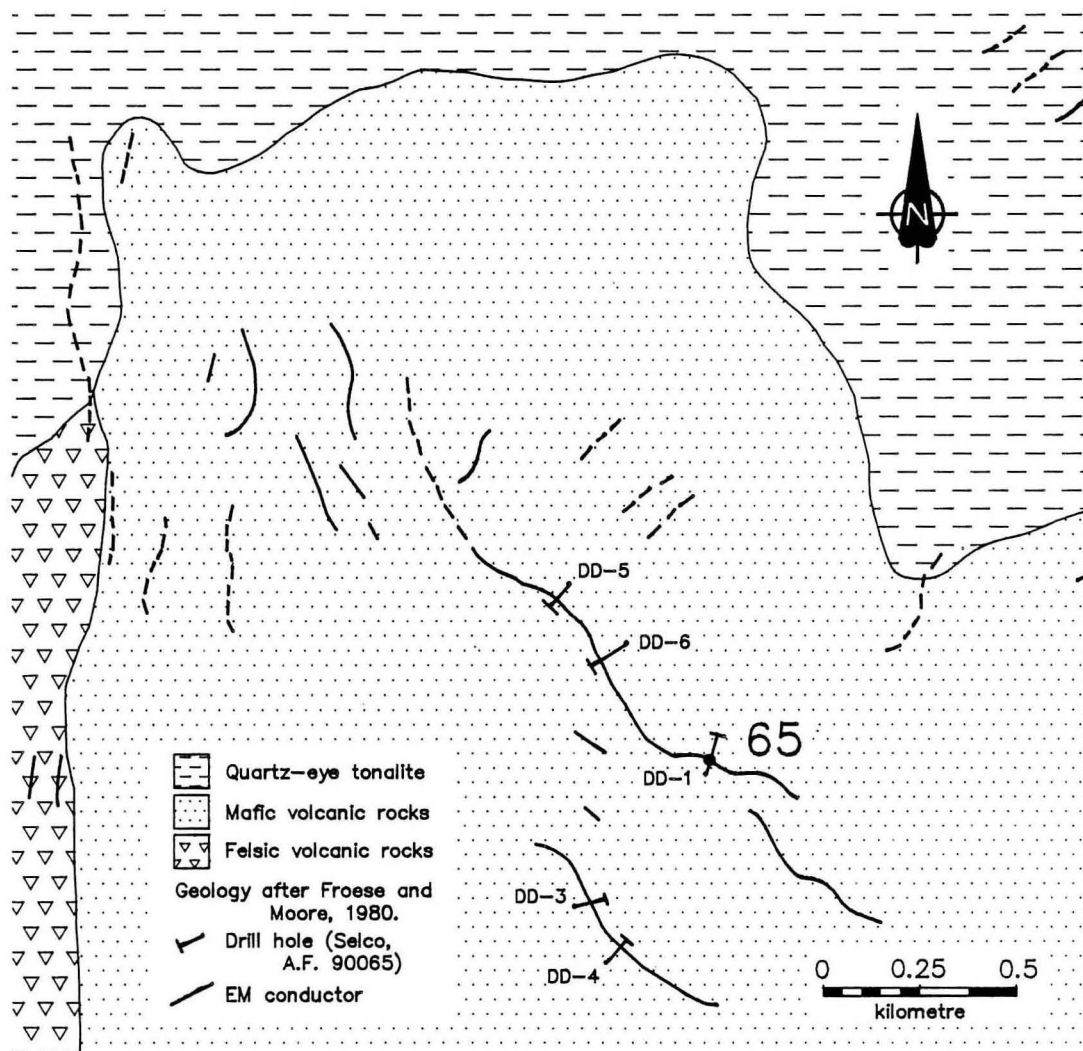 N
DD-5
DD-6
65
DD-1
Quartz-eye tonalite
Mafic volcanic rocks
Felsic volcanic rocks
Geology after Froese and
Moore, 1980.
Drill hole (Selco,
A.F. 90065)
EM conductor
DD-3
DD-4
0 0.25 0.5
kilometre